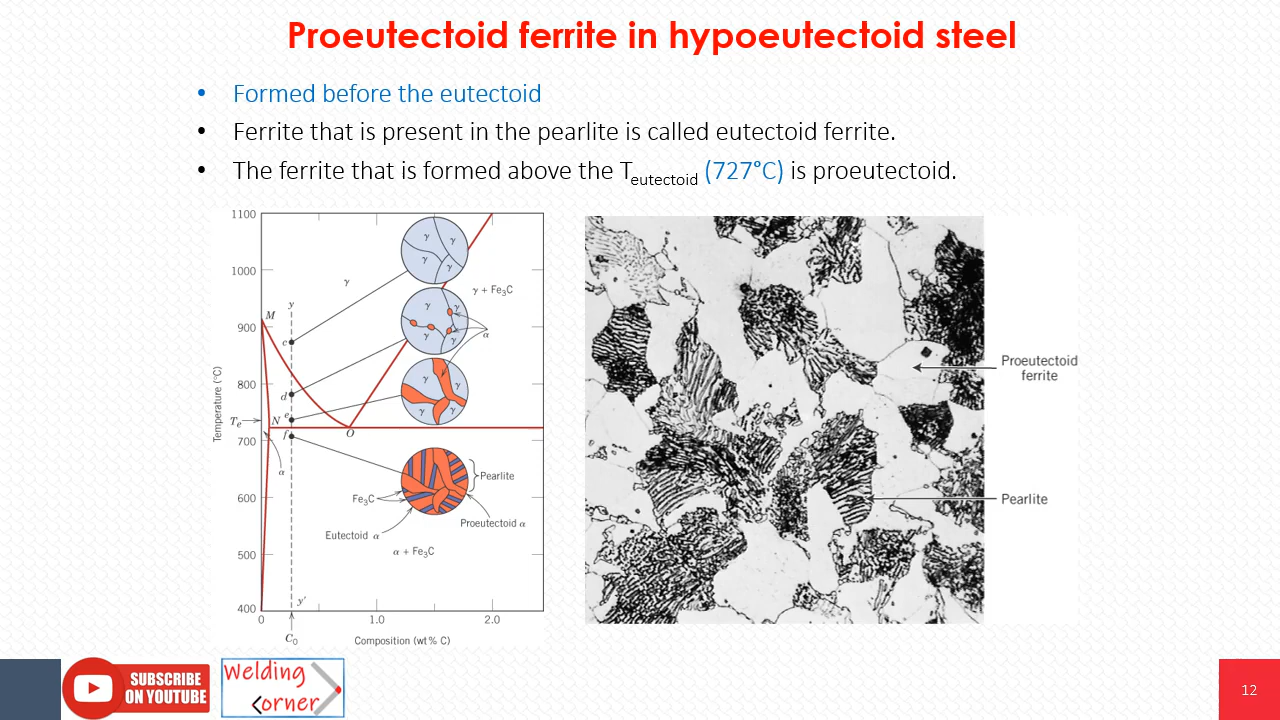 Proeutectoid ferrite in hypoeutectoid steel
• Formed before the eutectoid
• Ferrite that is present in the pearlite is called eutectoid ferrite.
• The ferrite that is formed above the Teutectoid (727°C) is proeutectoid.
1100
1000
900
800
700
600
500
400
Temperature (°C)
Te
M
N
O
y
c
d
e
f
α
γ
γ γ
γ γ
γ + Fe3C
γ γ
γ γ
α
γ γ
γ γ
Pearlite
Fe3C
Proeutectoid α
Eutectoid α
α + Fe3C
y′
0 1.0 2.0
C0
Composition (wt% C)
Proeutectoid
ferrite
Pearlite
SUBSCRIBE
ON YOUTUBE
Welding
Corner
12